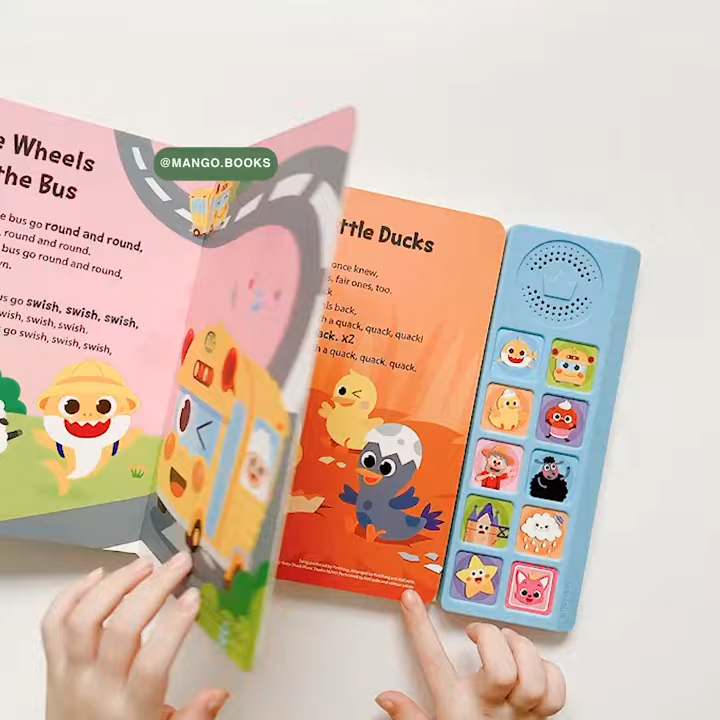 @MANGO.BOOKS
e Wheels
the Bus
e bus go round and round,
, round and round.
bus go round and round,
wn.
us go swish, swish, swish,
wish, swish, swish.
go swish, swish, swish,
ttle Ducks
once knew,
s, fair ones, too.
k
ls back,
h a quack, quack, quack!
ack. x2
h a quack, quack, quack.